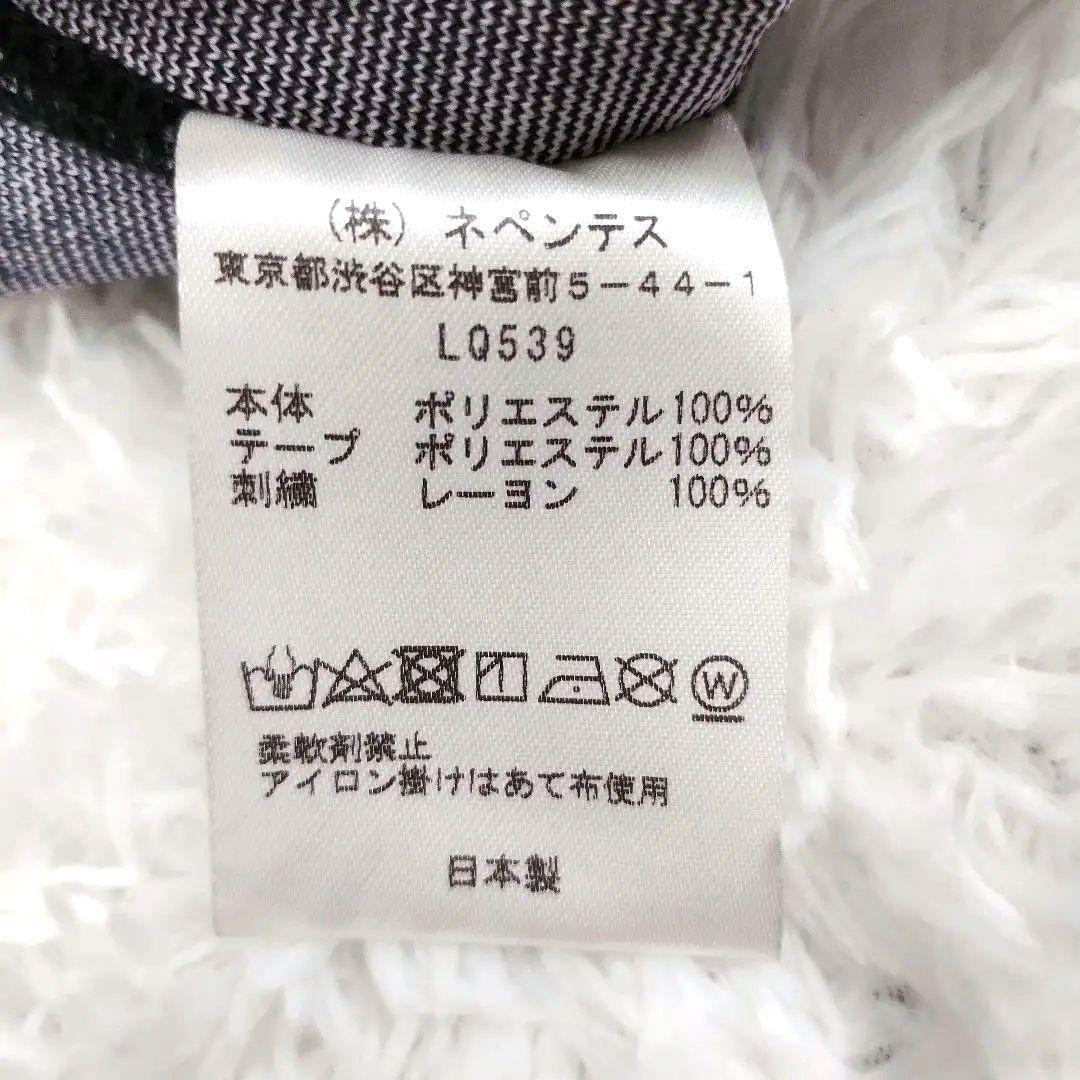 (株) ネペンテス
東京都渋谷区神宮前5-44-1
LQ539
本体 ポリエステル100%
テープ ポリエステル100%
刺繍 レーヨン 100%
W
柔軟剤禁止
アイロン掛けはあて布使用
日本製